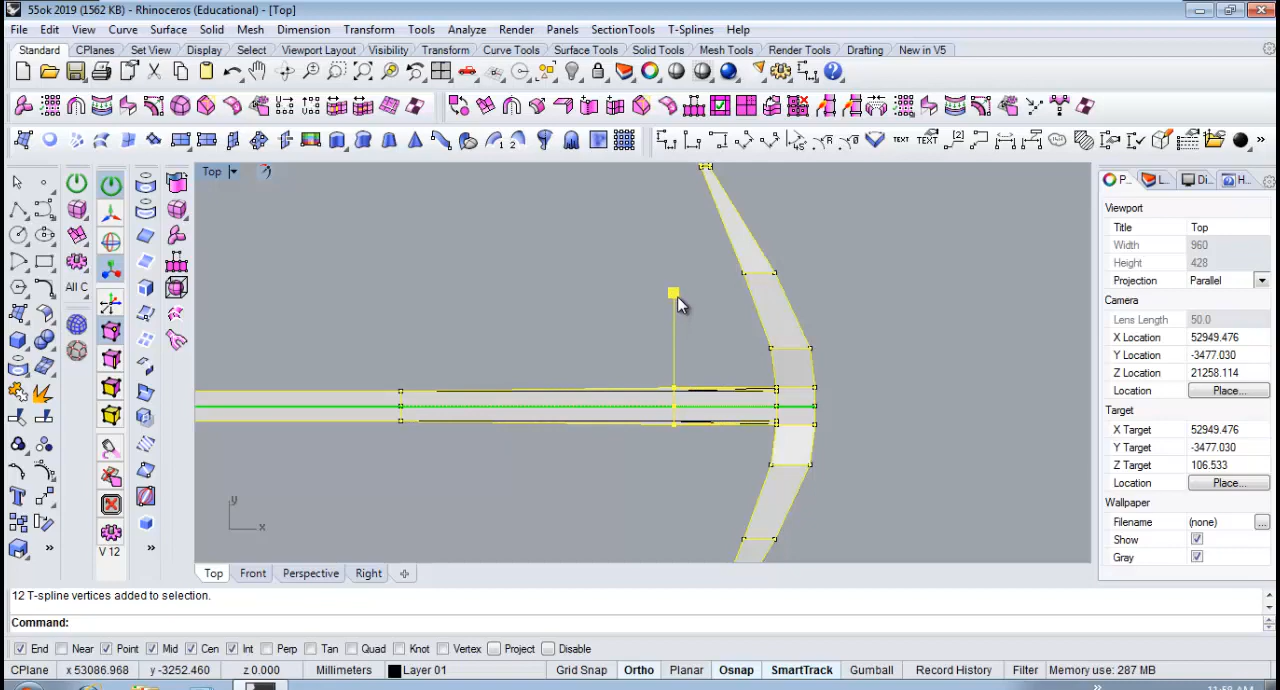 55ok 2019 (1562 KB) - Rhinoceros (Educational) - [Top]
File Edit View Curve Surface Solid Mesh Dimension Transform Tools Analyze Render Panels SectionTools T-Splines Help
Standard CPlanes Set View Display Select Viewport Layout Visibility Transform Curve Tools Surface Tools Solid Tools Mesh Tools Render Tools Drafting New in V5
TEXT TEXT
Top
P... L... Di... H...
Viewport
Title Top
Width 960
Height 428
Projection Parallel
Camera
Lens Length 50.0
X Location 52949.476
Y Location -3477.030
Z Location 21258.114
Location Place...
Target
X Target 52949.476
Y Target -3477.030
Z Target 106.533
Location Place...
Wallpaper
Filename (none) ...
Show
Gray
All C
V 12
y
x
Top Front Perspective Right
12 T-spline vertices added to selection.
Command:
End Near Point Mid Cen Int Perp Tan Quad Knot Vertex Project Disable
CPlane x 53086.968 y -3252.460 z 0.000 Millimeters Layer 01 Grid Snap Ortho Planar Osnap SmartTrack Gumball Record History Filter Memory use: 287 MB